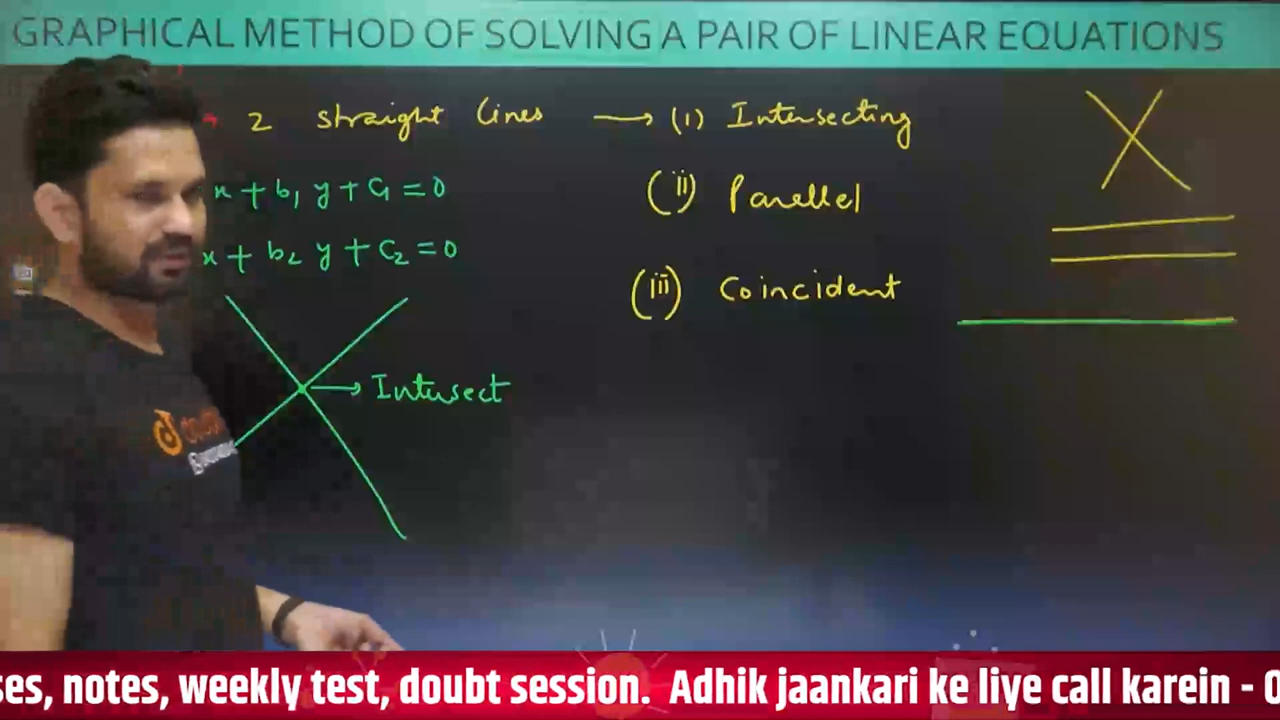 GRAPHICAL METHOD OF SOLVING A PAIR OF LINEAR EQUATIONS
2 straight lines → (i) Intersecting
x + b₁ y + C₁ = 0
(ii) Parallel
x + b₂ y + C₂ = 0
(iii) Coincident
→ Intersect
ses, notes, weekly test, doubt session. Adhik jaankari ke liye call karein - 0